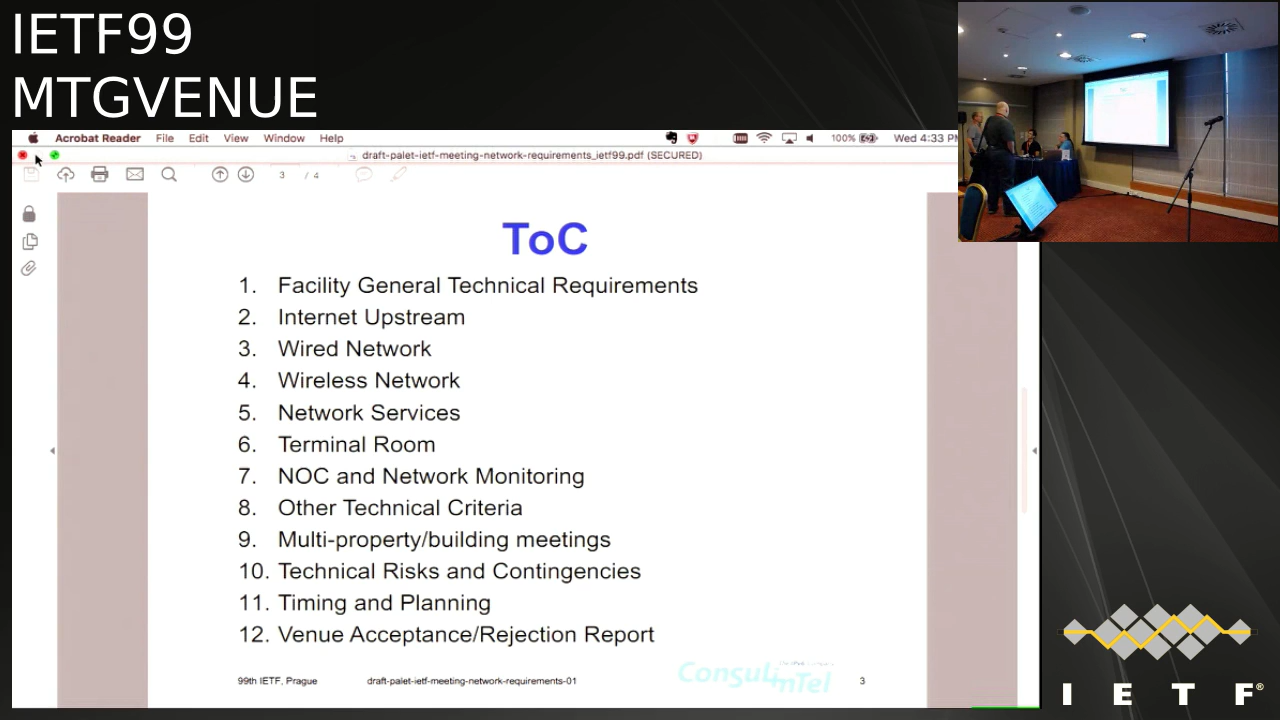 IETF99
MTGVENUE
Acrobat Reader File Edit View Window Help 100% Wed 4:33 P
draft-palet-ietf-meeting-network-requirements_ietf99.pdf (SECURED)
3 / 4
ToC
1. Facility General Technical Requirements
2. Internet Upstream
3. Wired Network
4. Wireless Network
5. Network Services
6. Terminal Room
7. NOC and Network Monitoring
8. Other Technical Criteria
9. Multi-property/building meetings
10. Technical Risks and Contingencies
11. Timing and Planning
12. Venue Acceptance/Rejection Report
99th IETF, Prague draft-palet-ietf-meeting-network-requirements-01 3
ConsulinTel
I E T F®